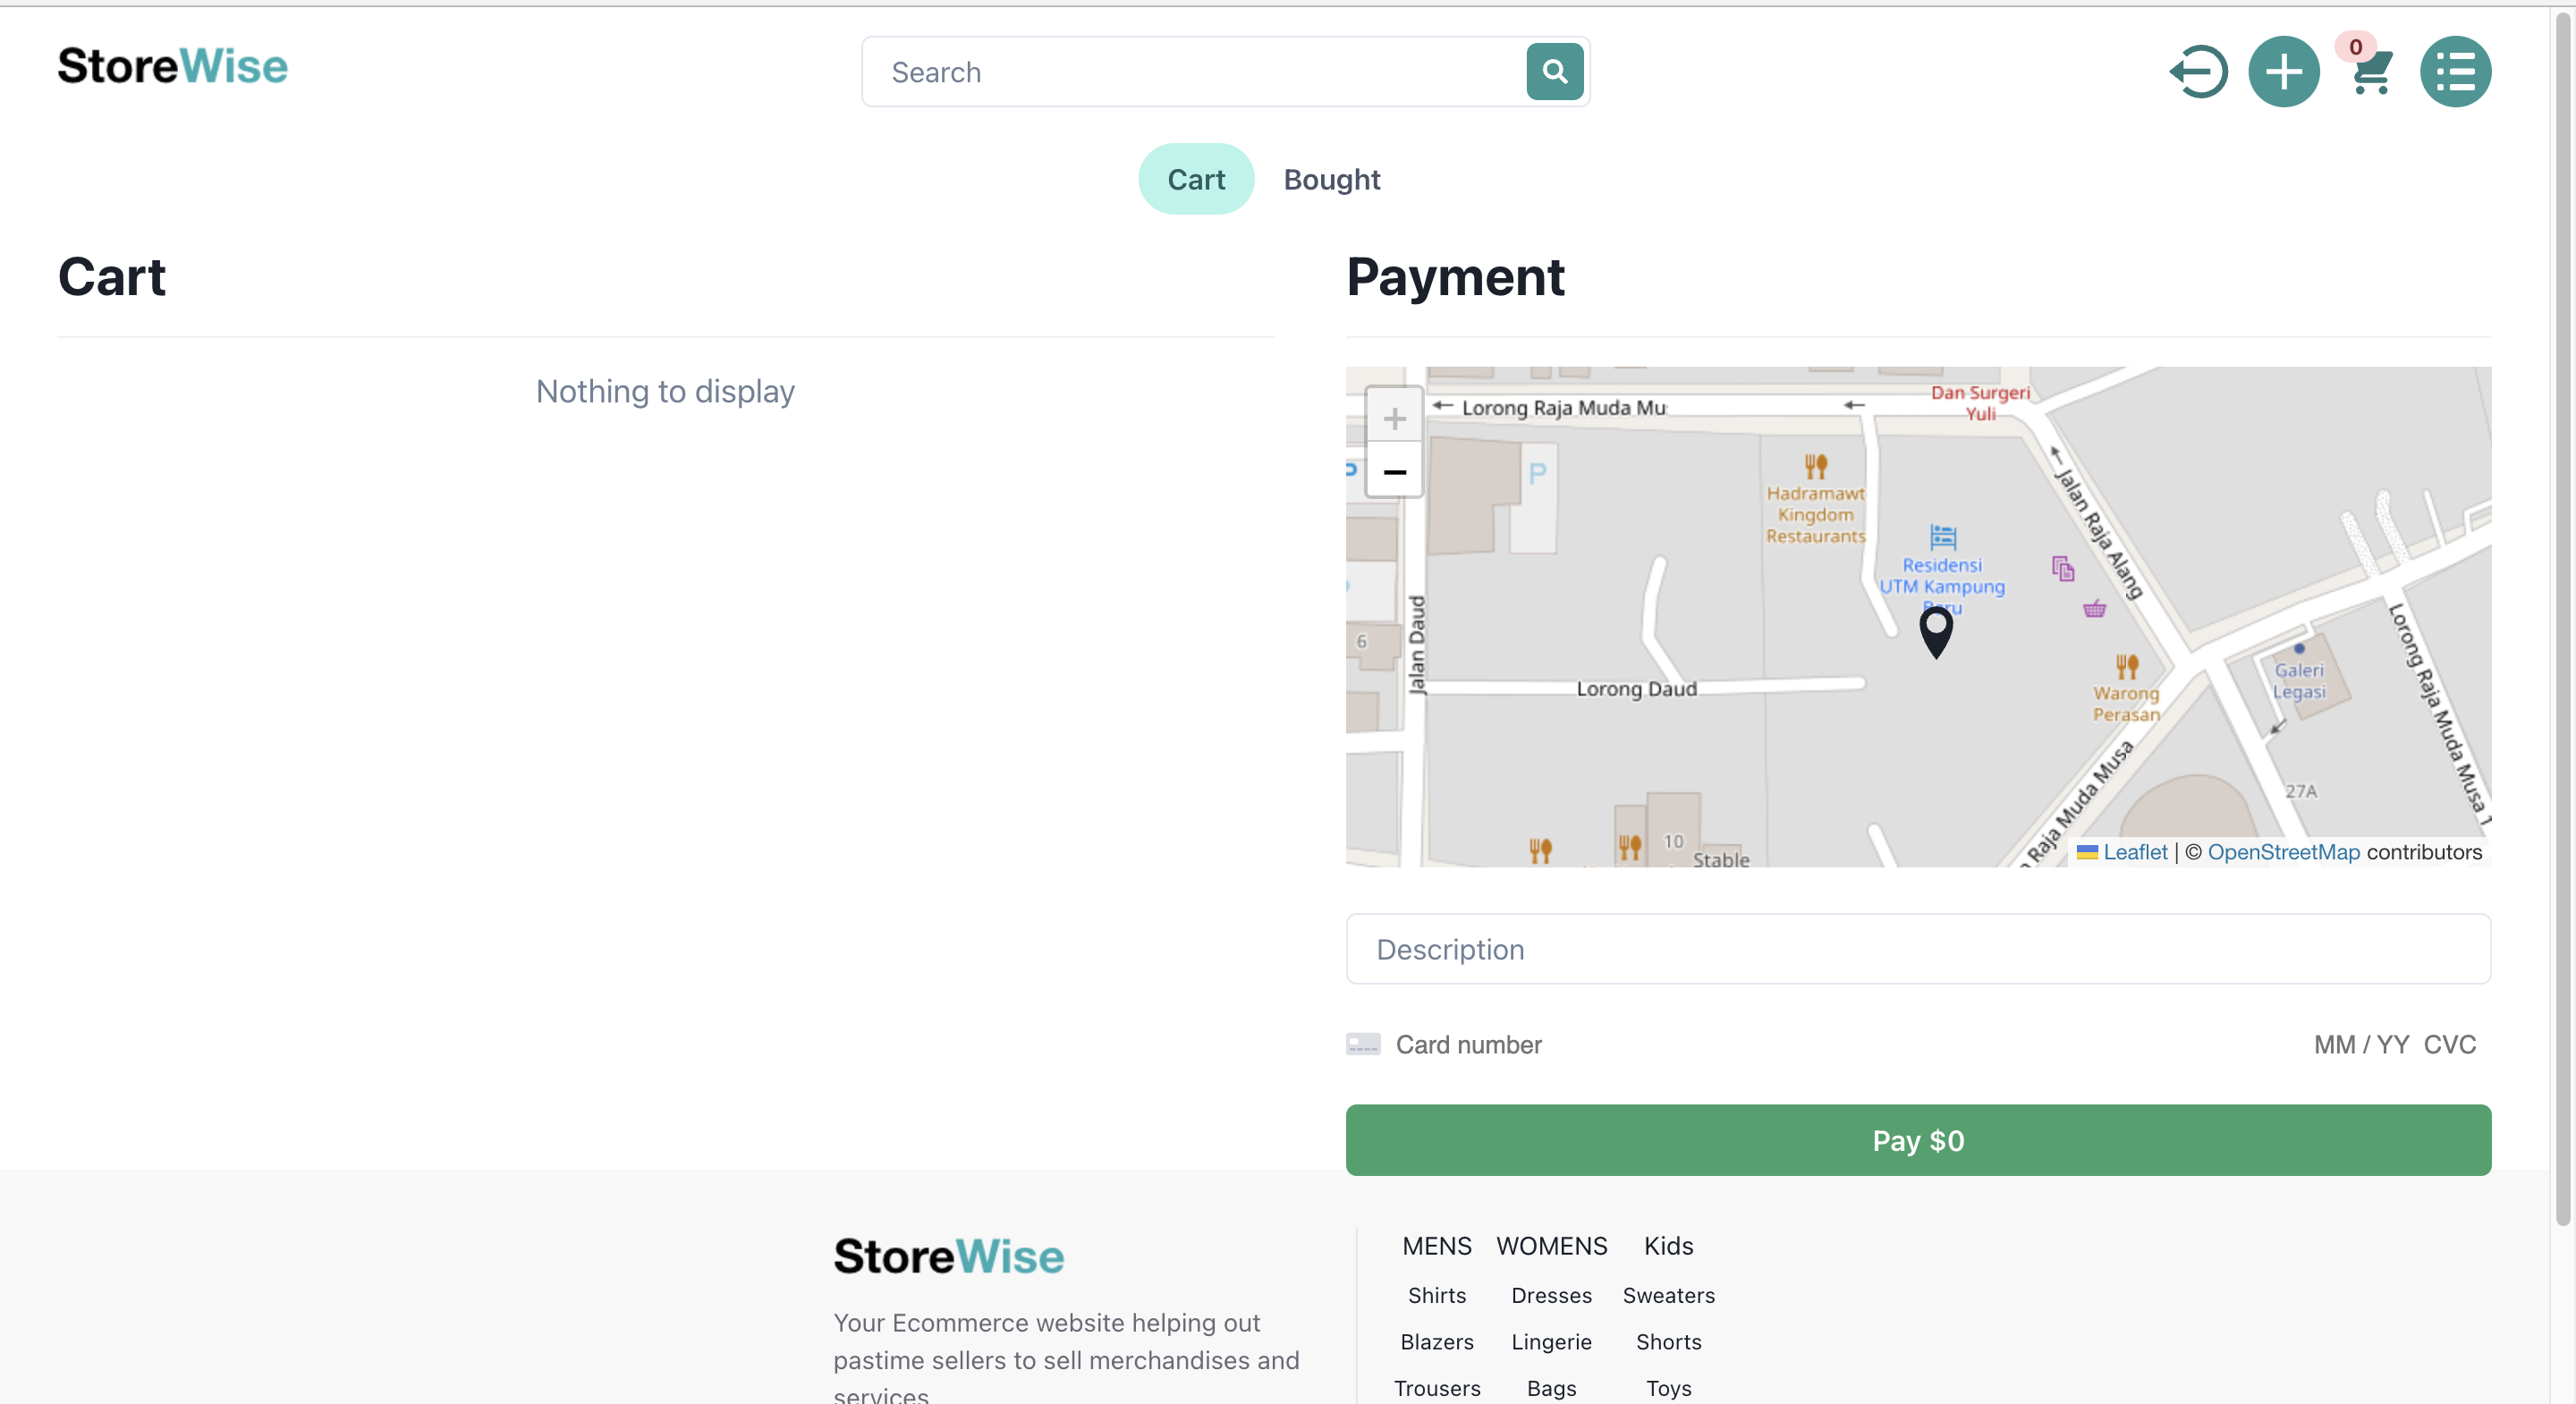 StoreWise
Search
0
Cart
Bought
Cart
Payment
Nothing to display
+
−
Lorong Raja Muda Mu
Dan Surgeri
Yuli
P
P
Hadramawt
Kingdom
Restaurants
Jalan Raja Alang
Residensi
UTM Kampung
Baru
6
Jalan Daud
Lorong Daud
Warong
Perasan
Galeri
Legasi
Lorong Raja Muda Musa 1
Raja Muda Musa
27A
10
Stable
Leaflet | © OpenStreetMap contributors
Description
Card number
MM / YY CVC
Pay $0
StoreWise
Your Ecommerce website helping out
pastime sellers to sell merchandises and
services
MENS WOMENS Kids
Shirts Dresses Sweaters
Blazers Lingerie Shorts
Trousers Bags Toys